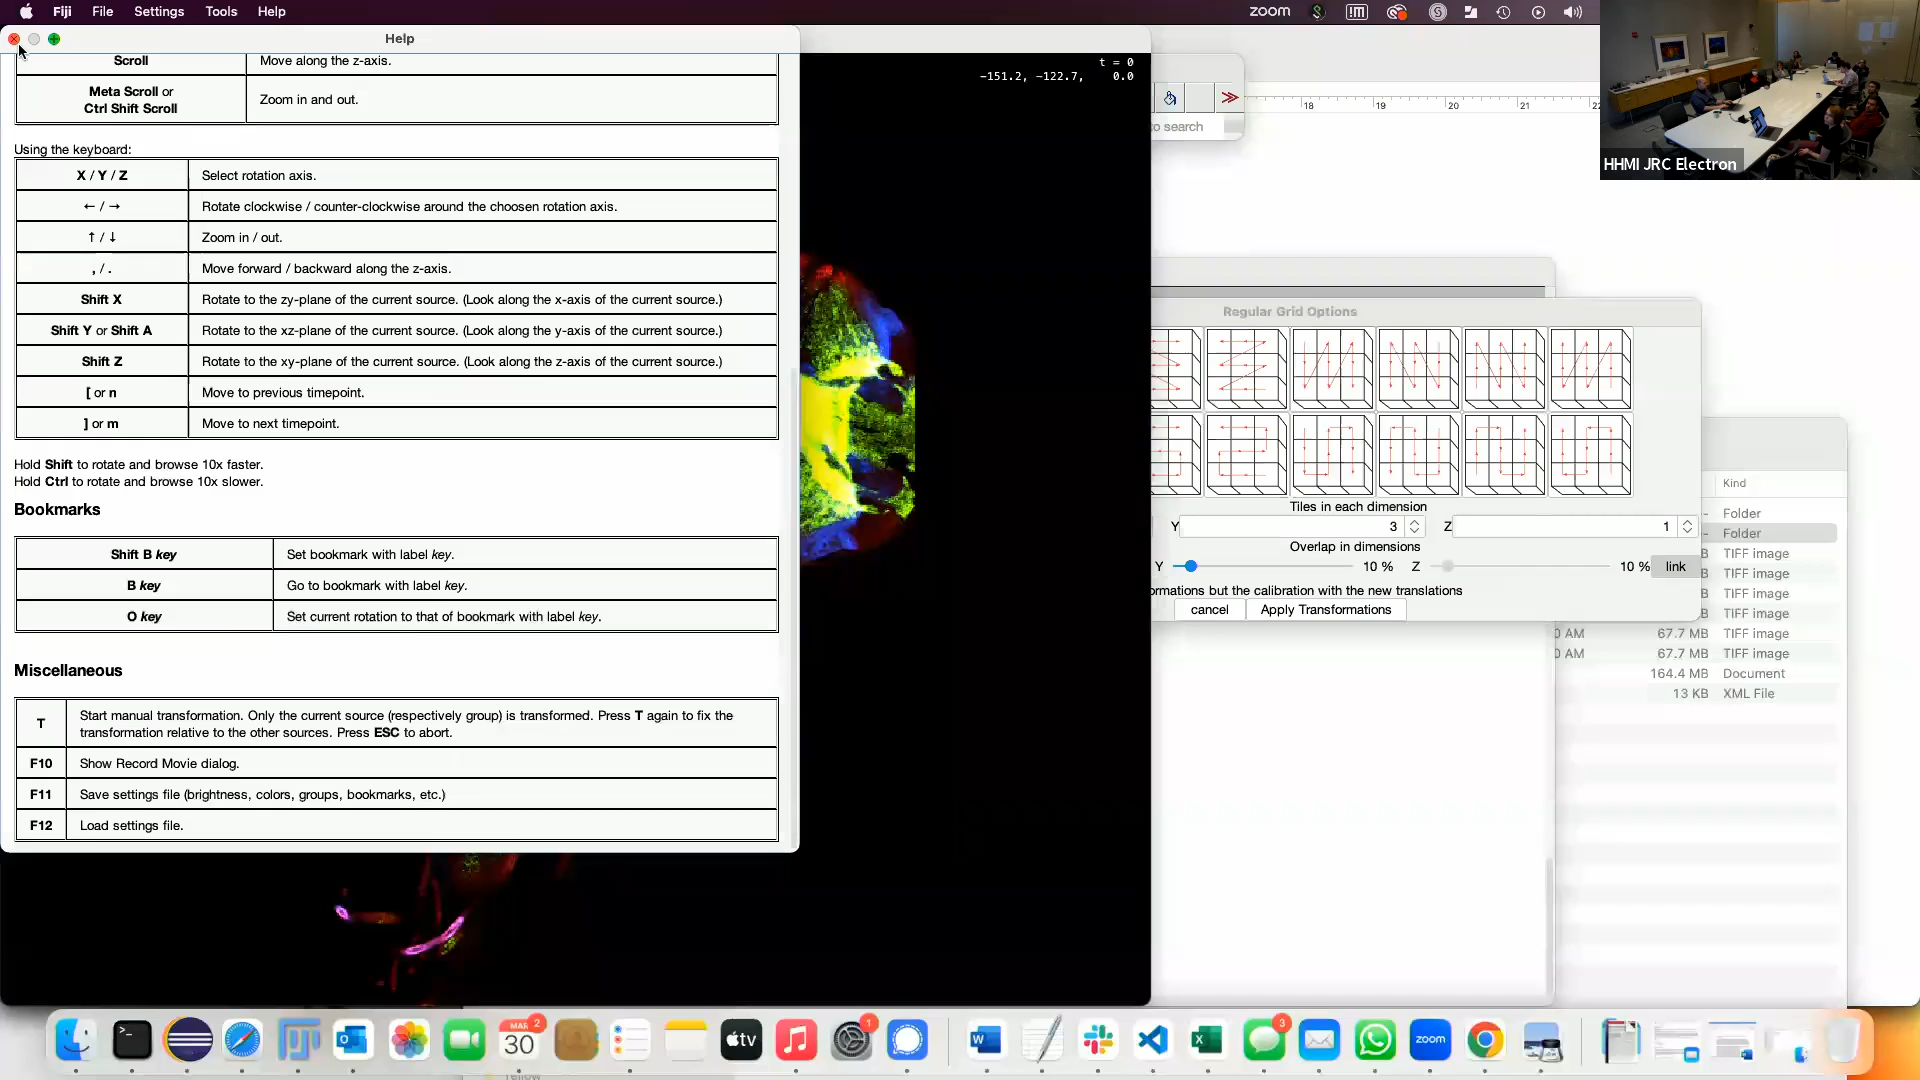 Fiji File Settings Tools Help
zoom
Help
Scroll Move along the z-axis.
Meta Scroll or
Ctrl Shift Scroll
Zoom in and out.
Using the keyboard:
X / Y / Z Select rotation axis.
← / → Rotate clockwise / counter-clockwise around the choosen rotation axis.
↑ / ↓ Zoom in / out.
, / . Move forward / backward along the z-axis.
Shift X Rotate to the zy-plane of the current source. (Look along the x-axis of the current source.)
Shift Y or Shift A Rotate to the xz-plane of the current source. (Look along the y-axis of the current source.)
Shift Z Rotate to the xy-plane of the current source. (Look along the z-axis of the current source.)
[ or n Move to previous timepoint.
] or m Move to next timepoint.
Hold Shift to rotate and browse 10x faster.
Hold Ctrl to rotate and browse 10x slower.
Bookmarks
Shift B key Set bookmark with label key.
B key Go to bookmark with label key.
O key Set current rotation to that of bookmark with label key.
Miscellaneous
T Start manual transformation. Only the current source (respectively group) is transformed. Press T again to fix the
transformation relative to the other sources. Press ESC to abort.
F10 Show Record Movie dialog.
F11 Save settings file (brightness, colors, groups, bookmarks, etc.)
F12 Load settings file.
t = 0
-151.2, -122.7, 0.0
18 19 20 21 22
to search
HHMI JRC Electron
Regular Grid Options
Tiles in each dimension
Y 3 Z 1
Overlap in dimensions
Y 10 % Z 10 % link
ormations but the calibration with the new translations
cancel Apply Transformations
Kind
Folder
Folder
B TIFF image
B TIFF image
B TIFF image
B TIFF image
0 AM 67.7 MB TIFF image
0 AM 67.7 MB TIFF image
164.4 MB Document
13 KB XML File
MAR 2
30
tv
1
3
zoom